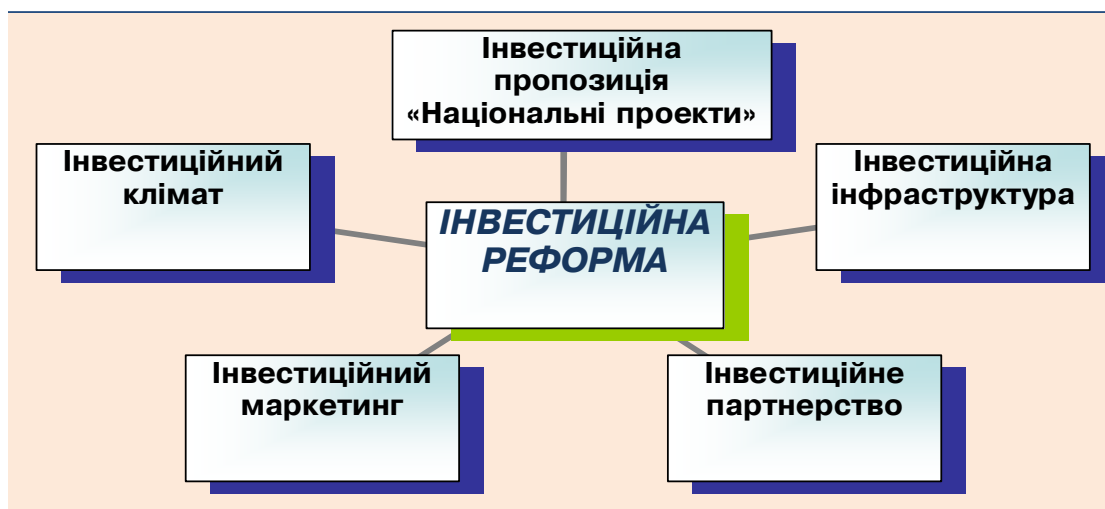 Інвестиційна
пропозиція
«Національні проекти»
Інвестиційний
клімат
Інвестиційна
інфраструктура
ІНВЕСТИЦІЙНА
РЕФОРМА
Інвестиційний
маркетинг
Інвестиційне
партнерство